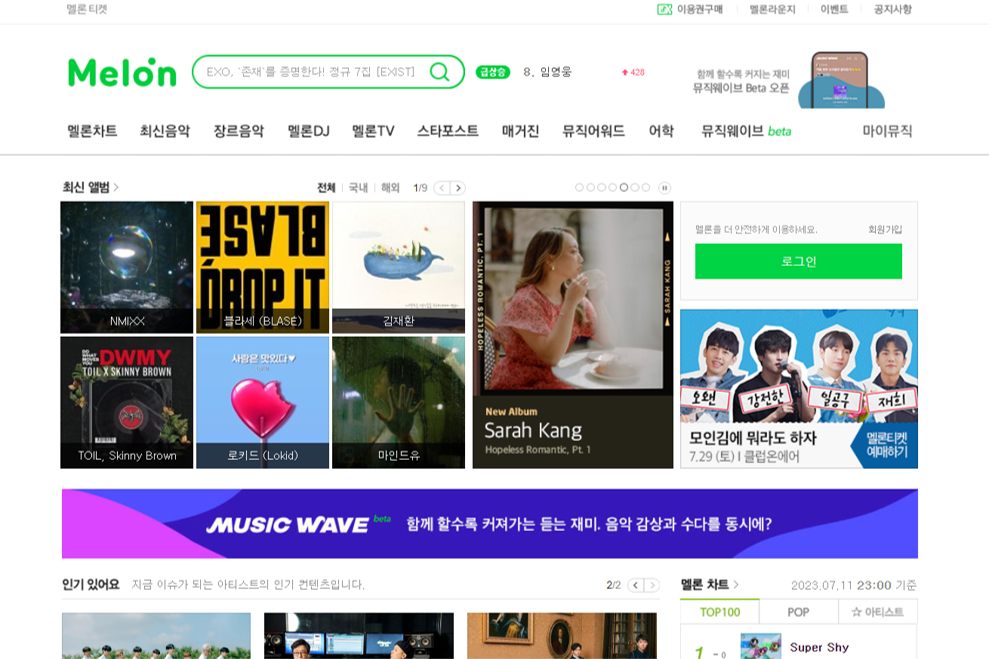 멜론 티켓
이용권구매 멜론라운지 이벤트 공지사항
Melon
EXO, '존재'를 증명한다! 정규 7집 [EXIST]
급상승 8. 임영웅 428
함께 할수록 커지는 재미
뮤직웨이브 Beta 오픈
멜론차트 최신음악 장르음악 멜론DJ 멜론TV 스타포스트 매거진 뮤직어워드 어학 뮤직웨이브 beta 마이뮤직
최신 앨범 전체 국내 해외 1/9
NMIXX
BLASÉ
DROP IT
블라세 (BLASÉ)
김재환
DO WHAT MOVES YOU DWMY
TOIL X SKINNY BROWN
TOIL, Skinny Brown
사랑은 맛있다♥
로키드 (Lokid)
마인드유
HOPELESS ROMANTIC, PT. 1
SARAH KANG
New Album
Sarah Kang
Hopeless Romantic, Pt. 1
멜론을 더 안전하게 이용하세요. 회원가입
로그인
오왠 강전한 일공구 재희
모인김에 뭐라도 하자
7.29 (토) I 클럽온에어
멜론티켓
예매하기
MUSIC WAVE beta 함께 할수록 커져가는 듣는 재미. 음악 감상과 수다를 동시에?
인기 있어요 지금 이슈가 되는 아티스트의 인기 컨텐츠입니다. 2/2
멜론 차트 2023.07.11 23:00 기준
TOP100 POP ☆ 아티스트
1 - 0 Super Shy